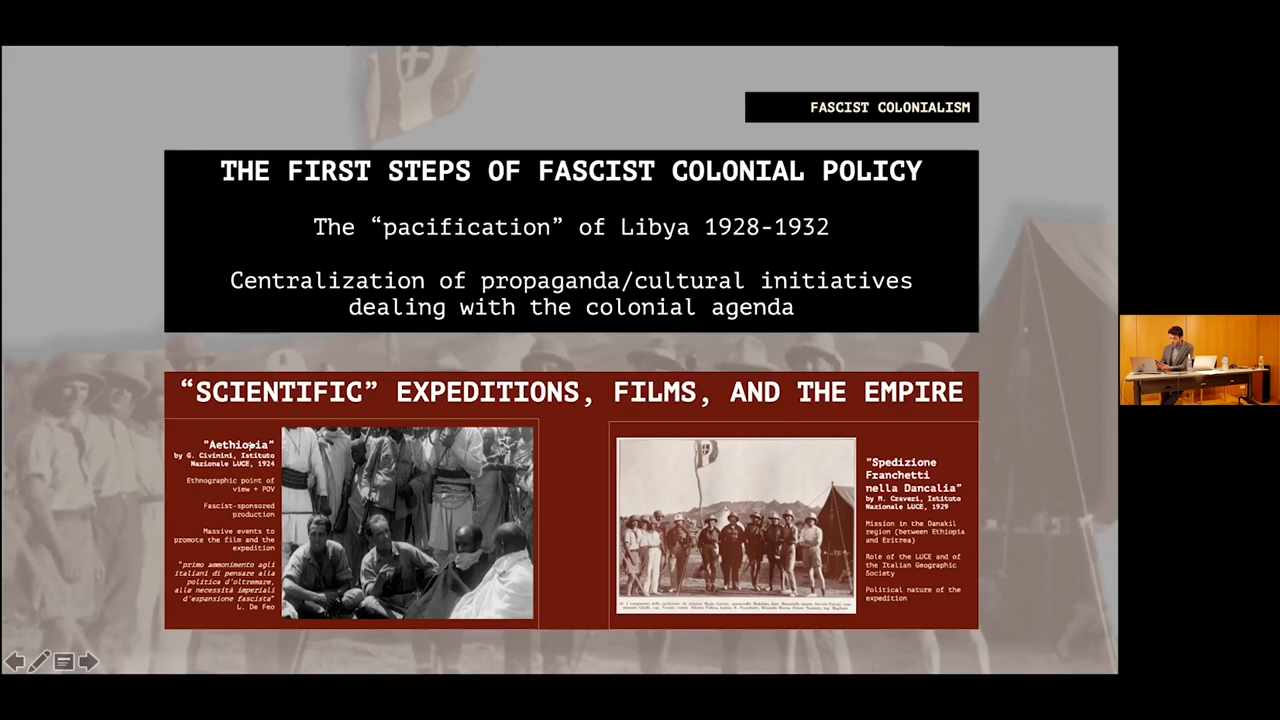 FASCIST COLONIALISM
THE FIRST STEPS OF FASCIST COLONIAL POLICY
The “pacification” of Libya 1928-1932
Centralization of propaganda/cultural initiatives
dealing with the colonial agenda
“SCIENTIFIC” EXPEDITIONS, FILMS, AND THE EMPIRE
"Aethiopia"
by G. Civinini, Istituto
Nazionale LUCE, 1924
Ethnographic point of
view + POV
Fascist-sponsored
production
Massive events to
promote the film and the
expedition
"primo ammonimento agli
italiani di pensare alla
politica d'oltremare,
alle necessità imperiali
d'espansione fascista"
L. De Feo
"Spedizione
Franchetti
nella Dancalia"
by M. Craveri, Istituto
Nazionale LUCE, 1929
Mission in the Danakil
region (between Ethiopia
and Eritrea)
Role of the LUCE and of
the Italian Geographic
Society
Political nature of the
expedition